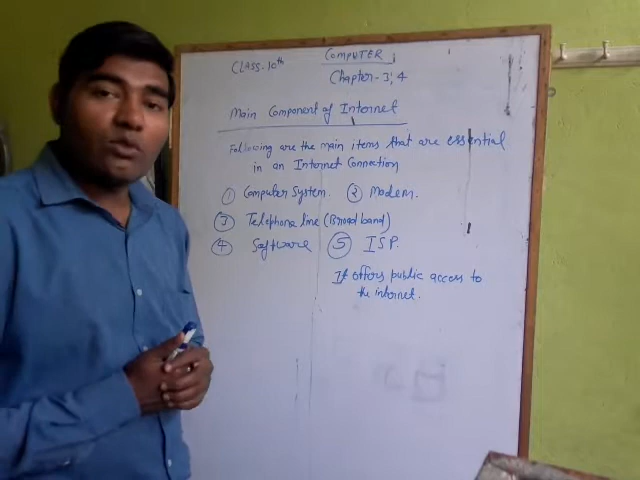 CLASS-10th COMPUTER
Chapter-3,4
Main Component of Internet
Following are the main items that are essential
in an Internet Connection
① Computer System. ② Modem.
③ Telephone line (Broad band)
④ Software ⑤ ISP.
It offers public access to
the internet.